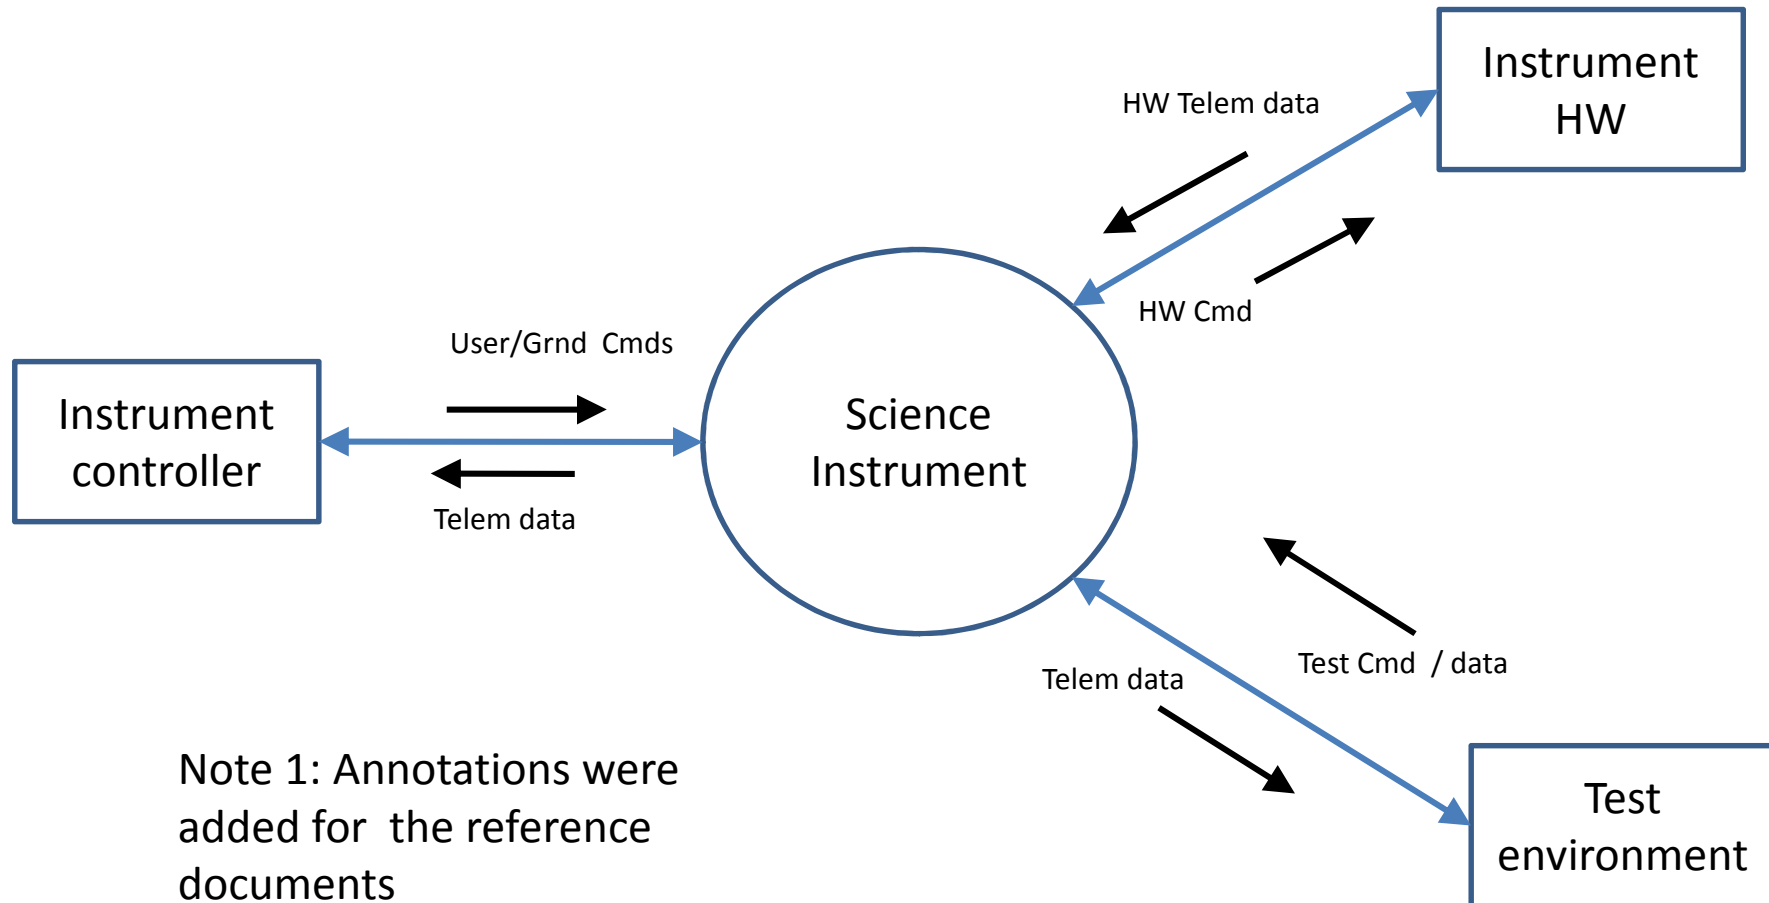 Instrument
HW
HW Telem data
HW Cmd
User/Grnd  Cmds
Instrument
controller
Science
Instrument
Telem data
Test Cmd  / data
Telem data
Note 1: Annotations were
added for  the reference
documents
Test
environment